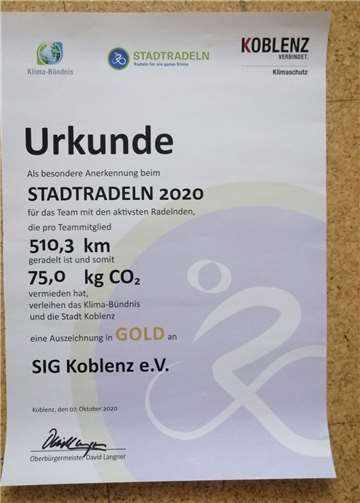 Klima-Bündnis
STADTRADELN
Radeln für ein gutes Klima
KOBLENZ
VERBINDET.
Klimaschutz
Urkunde
Als besondere Anerkennung beim
STADTRADELN 2020
für das Team mit den aktivsten Radelnden,
die pro Teammitglied
510,3 km
geradelt ist und somit
75,0 kg CO₂
vermieden hat,
verleihen das Klima-Bündnis
und die Stadt Koblenz
eine Auszeichnung in GOLD an
SIG Koblenz e.V.
Koblenz, den 07. Oktober 2020
Oberbürgermeister David Langner